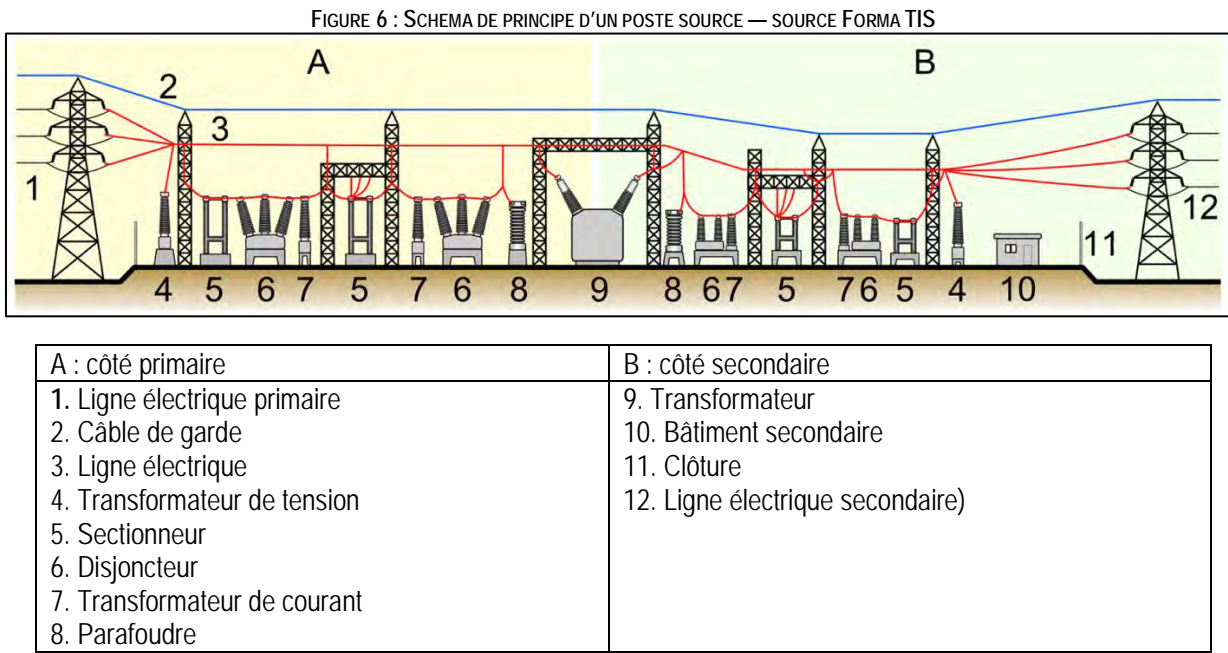 FIGURE 6 : SCHEMA DE PRINCIPE D'UN POSTE SOURCE — SOURCE FORMA TIS
A B
2
3
1
12
11
4 5 6 7 5 7 6 8 9 8 6 7 5 7 6 5 4 10
A : côté primaire
B : côté secondaire
1. Ligne électrique primaire
2. Câble de garde
3. Ligne électrique
4. Transformateur de tension
5. Sectionneur
6. Disjoncteur
7. Transformateur de courant
8. Parafoudre
9. Transformateur
10. Bâtiment secondaire
11. Clôture
12. Ligne électrique secondaire)